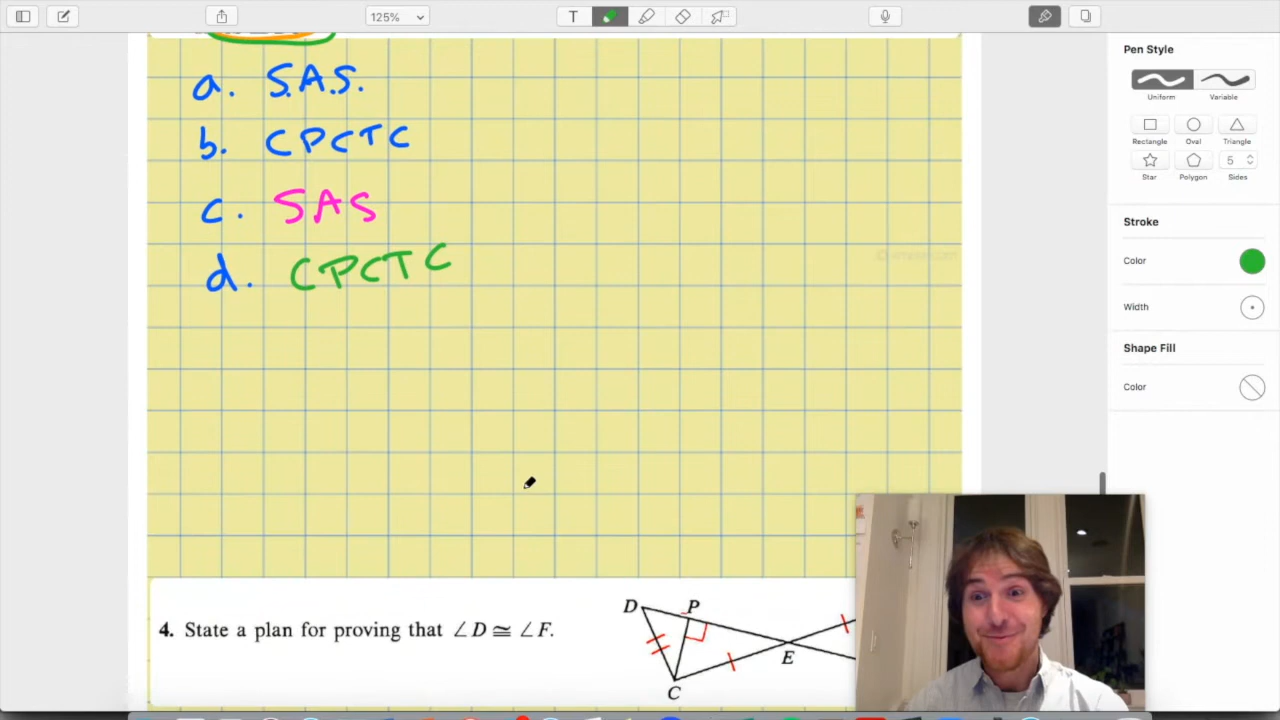 125%
T
Pen Style
Uniform
Variable
Rectangle
Oval
Triangle
Star
Polygon
5
Sides
Stroke
Color
Width
Shape Fill
Color
a. S.A.S.
b. CPCTC
c. SAS
d. CPCTC
4. State a plan for proving that ∠D ≅ ∠F.
D
P
E
C